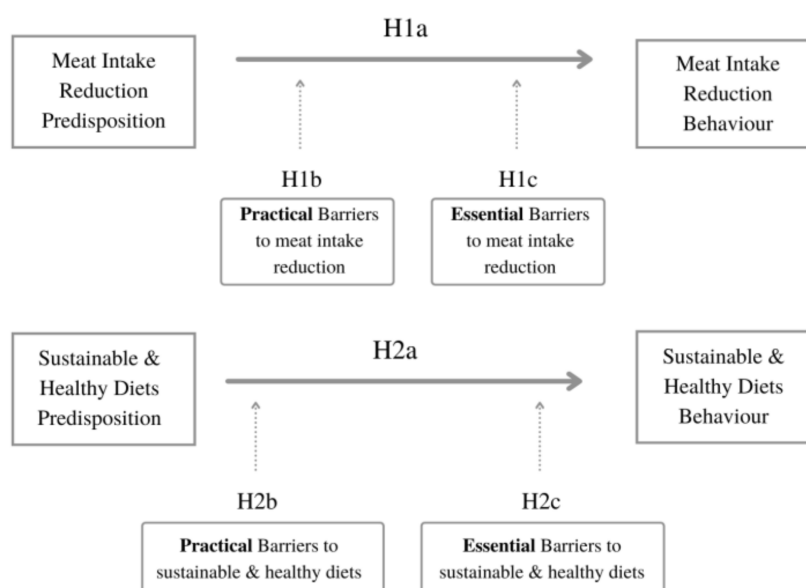 H1a
Meat Intake
Reduction
Predisposition
Meat Intake
Reduction
Behaviour
H1b
Practical Barriers
to meat intake
reduction
H1c
Essential Barriers
to meat intake
reduction
H2a
Sustainable &
Healthy Diets
Predisposition
Sustainable &
Healthy Diets
Behaviour
H2b
Practical Barriers to
sustainable & healthy diets
H2c
Essential Barriers to
sustainable & healthy diets